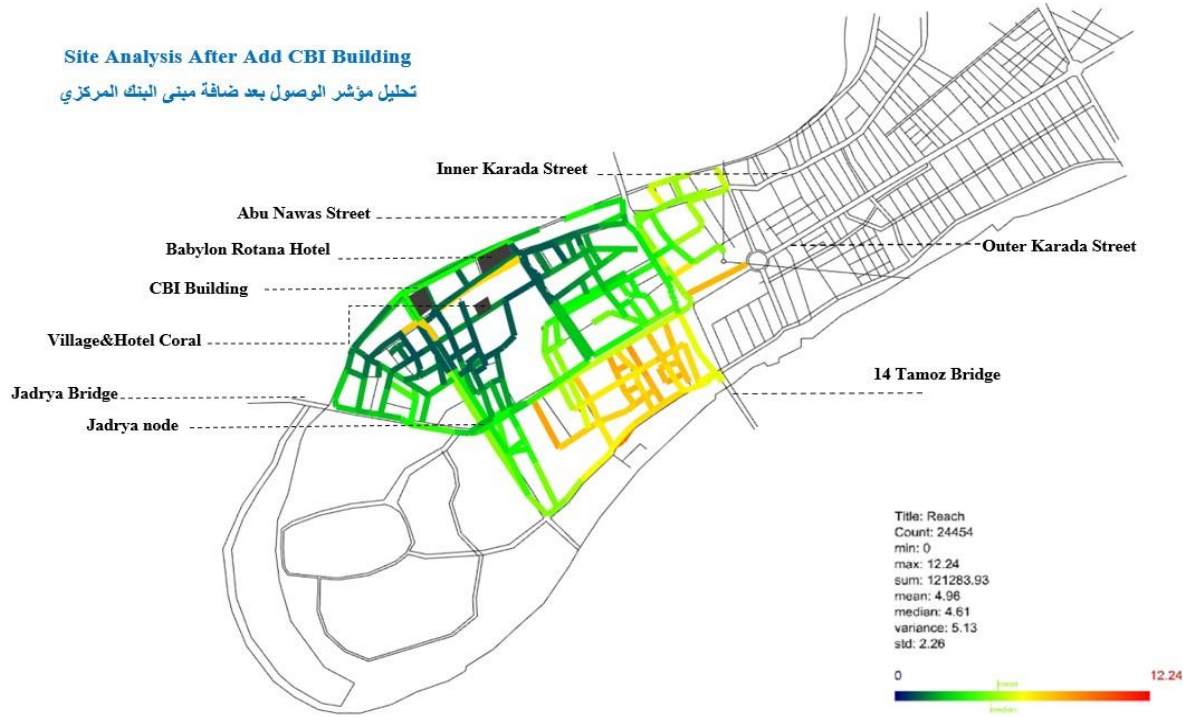 Site Analysis After Add CBI Building
تحليل مؤشر الوصول بعد ضافة مبنى البنك المركزي
Inner Karada Street
Abu Nawas Street
Babylon Rotana Hotel
Outer Karada Street
CBI Building
Village&Hotel Coral
14 Tamoz Bridge
Jadrya Bridge
Jadrya node
Title: Reach
Count: 24454
min: 0
max: 12.24
sum: 121283.93
mean: 4.96
median: 4.61
variance: 5.13
std: 2.26
0
12.24
mean
median